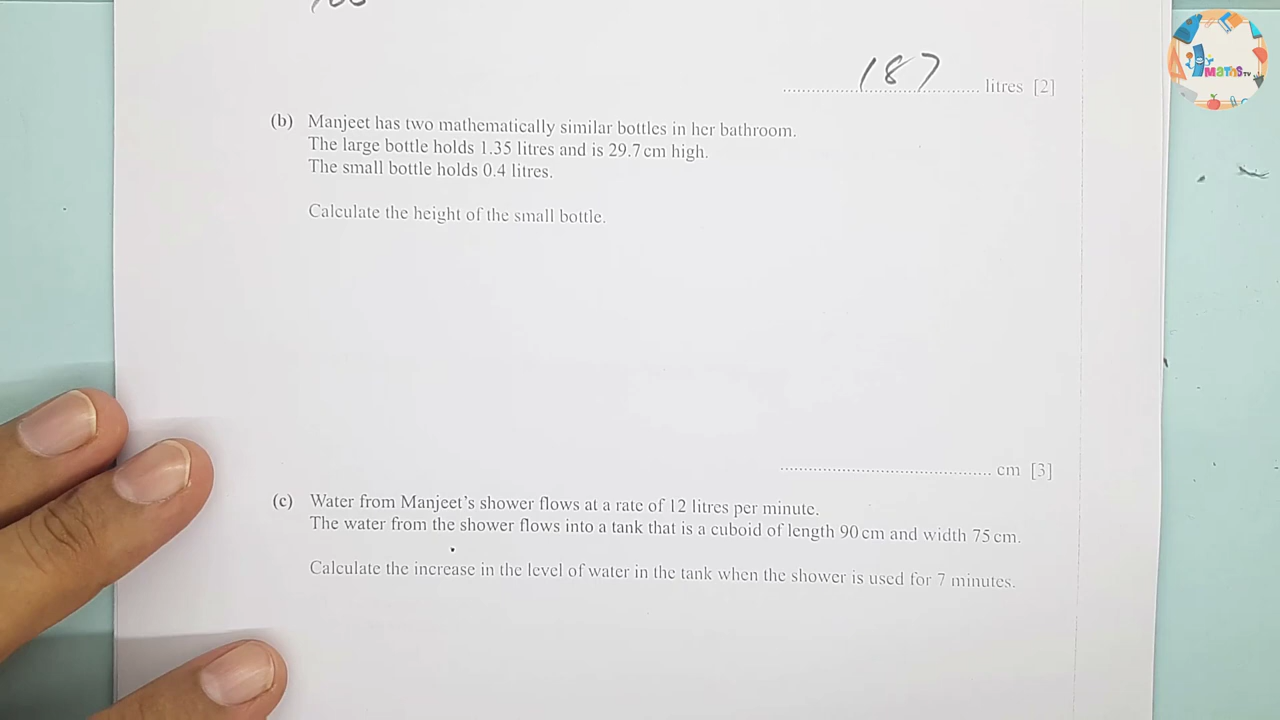 187
litres [2]
(b) Manjeet has two mathematically similar bottles in her bathroom.
The large bottle holds 1.35 litres and is 29.7 cm high.
The small bottle holds 0.4 litres.
Calculate the height of the small bottle.
cm [3]
(c) Water from Manjeet's shower flows at a rate of 12 litres per minute.
The water from the shower flows into a tank that is a cuboid of length 90 cm and width 75 cm.
Calculate the increase in the level of water in the tank when the shower is used for 7 minutes.
MATHS TV